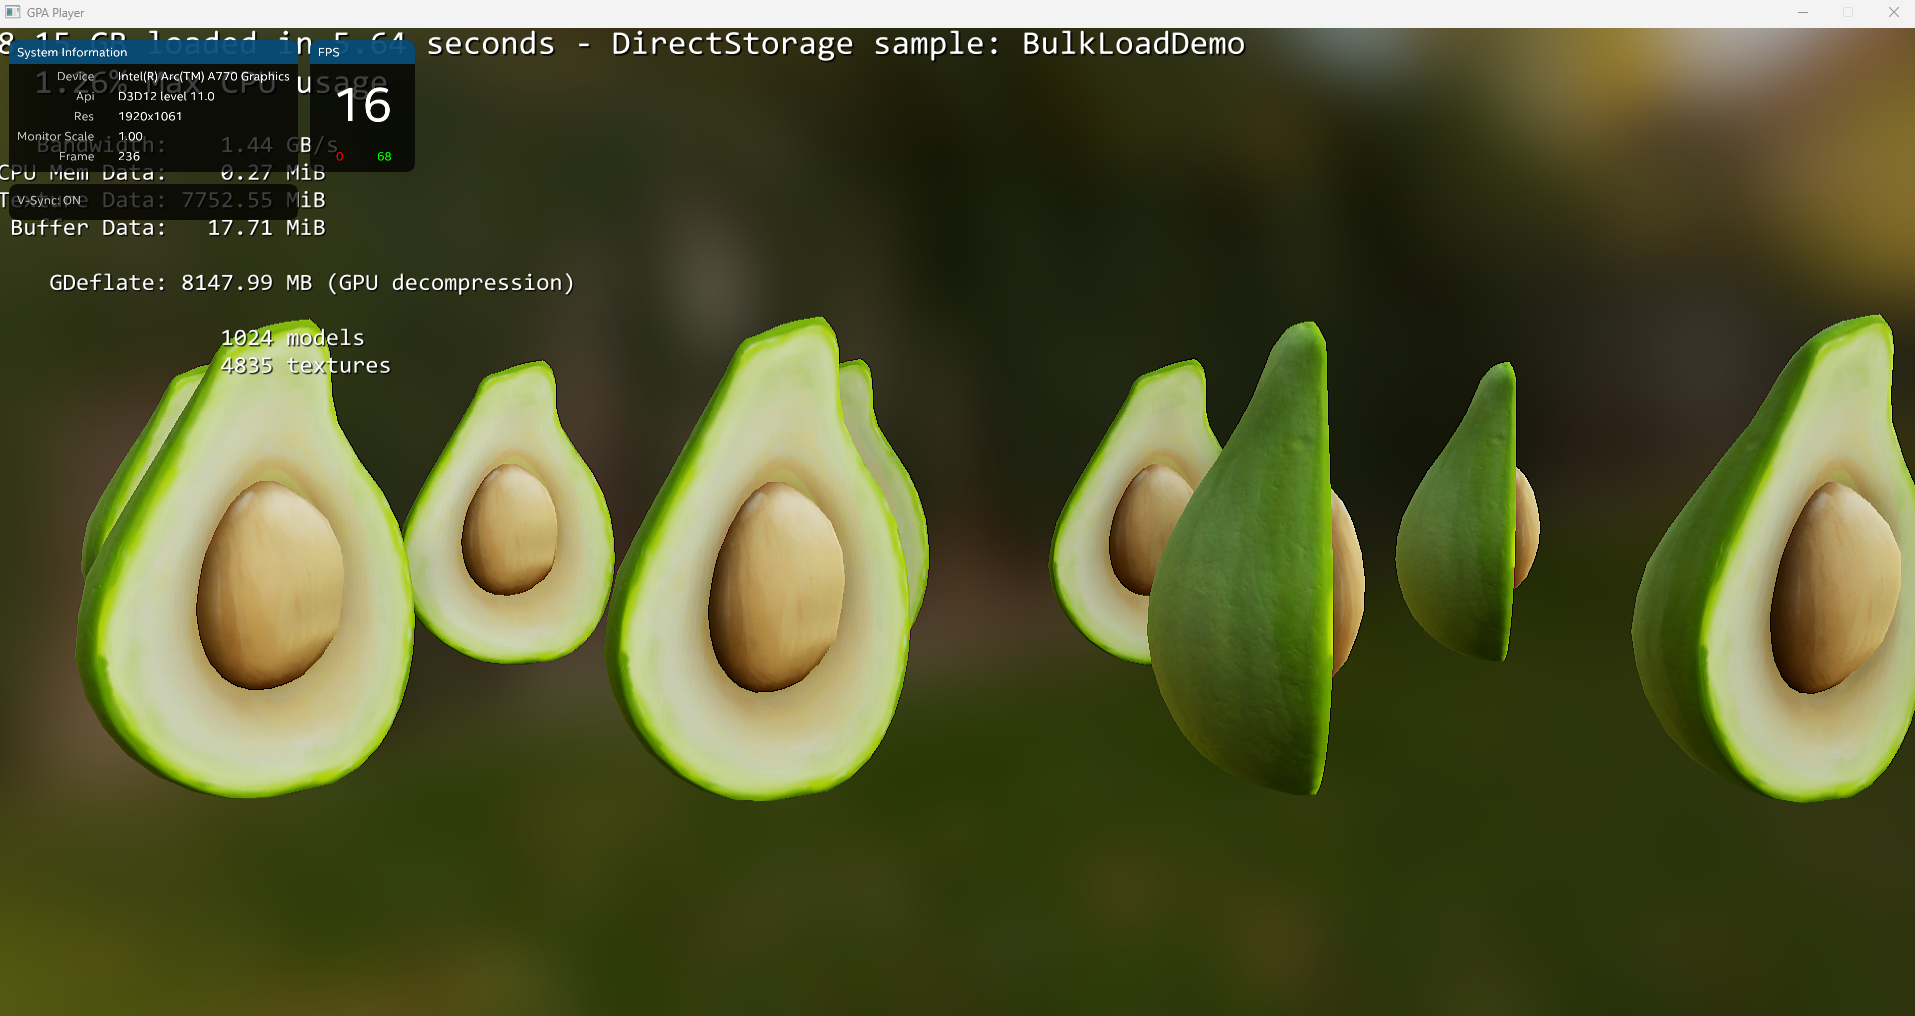 GPA Player
8.15 GB loaded in 5.64 seconds - DirectStorage sample: BulkLoadDemo
1.26% Max CPU usage
System Information
Device Intel(R) Arc(TM) A770 Graphics
Api D3D12 level 11.0
Res 1920x1061
Monitor Scale 1.00
Frame 236
FPS
16
0 68
Bandwidth: 1.44 GB/s
CPU Mem Data: 0.27 MiB
Texture Data: 7752.55 MiB
V-Sync: ON
Buffer Data: 17.71 MiB
GDeflate: 8147.99 MB (GPU decompression)
1024 models
4835 textures